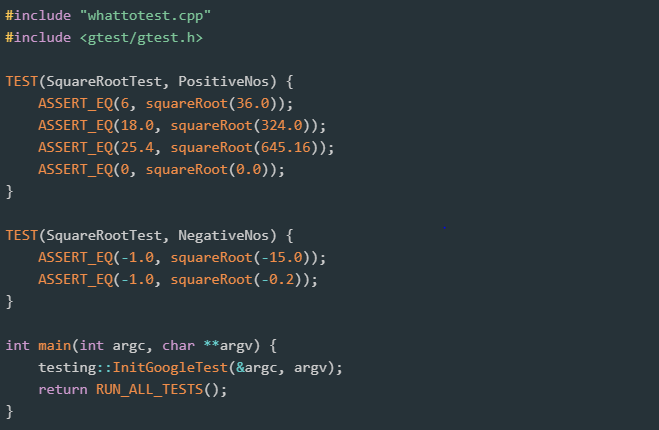 #include "whattotest.cpp"
#include <gtest/gtest.h>

TEST(SquareRootTest, PositiveNos) {
    ASSERT_EQ(6, squareRoot(36.0));
    ASSERT_EQ(18.0, squareRoot(324.0));
    ASSERT_EQ(25.4, squareRoot(645.16));
    ASSERT_EQ(0, squareRoot(0.0));
}

TEST(SquareRootTest, NegativeNos) {
    ASSERT_EQ(-1.0, squareRoot(-15.0));
    ASSERT_EQ(-1.0, squareRoot(-0.2));
}

int main(int argc, char **argv) {
    testing::InitGoogleTest(&argc, argv);
    return RUN_ALL_TESTS();
}